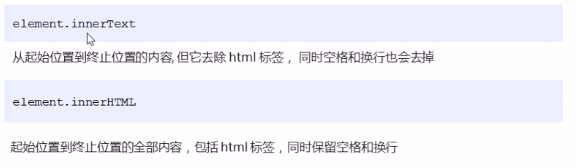 element.innerText
从起始位置到终止位置的内容, 但它去除 html 标签， 同时空格和换行也会去掉
element.innerHTML
起始位置到终止位置的全部内容，包括 html 标签，同时保留空格和换行